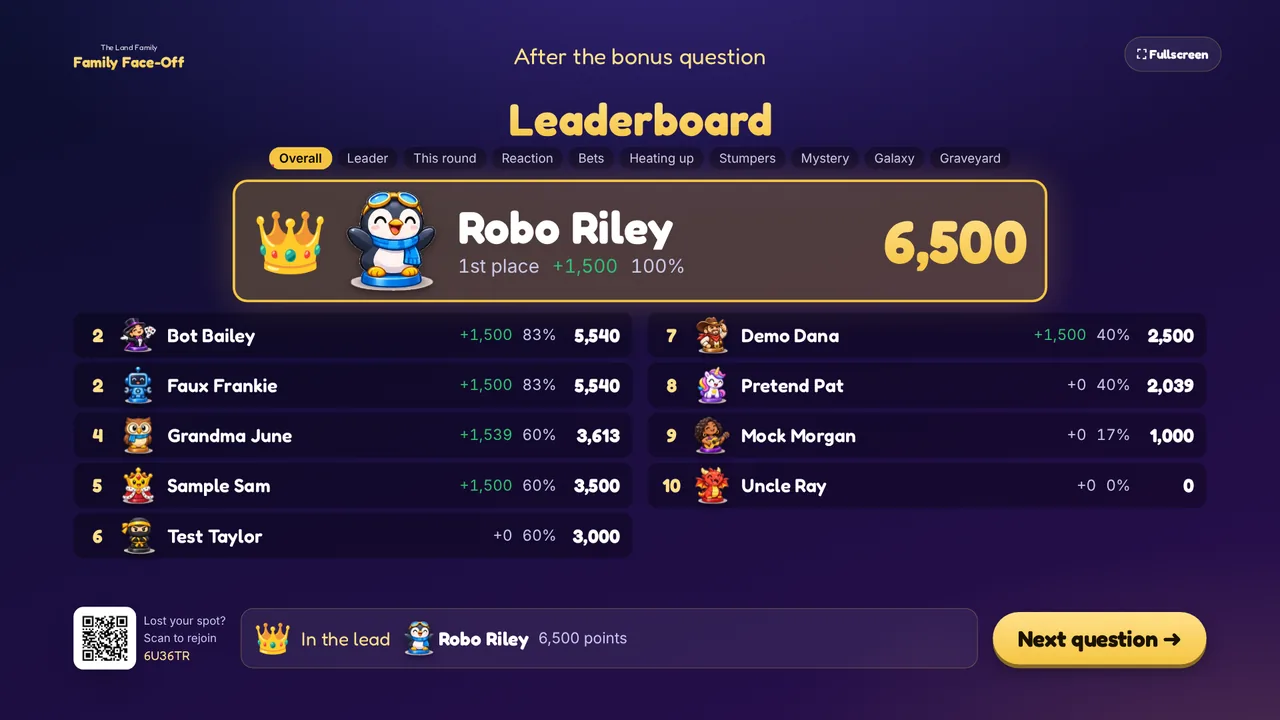 The Land Family
Family Face-Off
After the bonus question
Fullscreen
Leaderboard
Overall Leader This round Reaction Bets Heating up Stumpers Mystery Galaxy Graveyard
Robo Riley
1st place +1,500 100%
6,500
2 Bot Bailey +1,500 83% 5,540
2 Faux Frankie +1,500 83% 5,540
4 Grandma June +1,539 60% 3,613
5 Sample Sam +1,500 60% 3,500
6 Test Taylor +0 60% 3,000
7 Demo Dana +1,500 40% 2,500
8 Pretend Pat +0 40% 2,039
9 Mock Morgan +0 17% 1,000
10 Uncle Ray +0 0% 0
Lost your spot?
Scan to rejoin
6U36TR
In the lead Robo Riley 6,500 points
Next question →